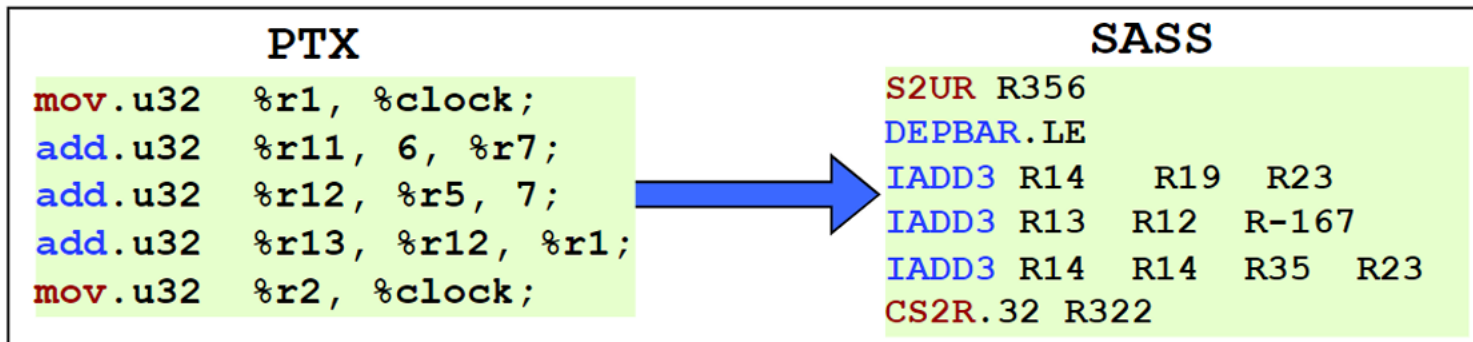 PTX
mov.u32 %r1, %clock;
add.u32 %r11, 6, %r7;
add.u32 %r12, %r5, 7;
add.u32 %r13, %r12, %r1;
mov.u32 %r2, %clock;
SASS
S2UR R356
DEPBAR.LE
IADD3 R14 R19 R23
IADD3 R13 R12 R-167
IADD3 R14 R14 R35 R23
CS2R.32 R322